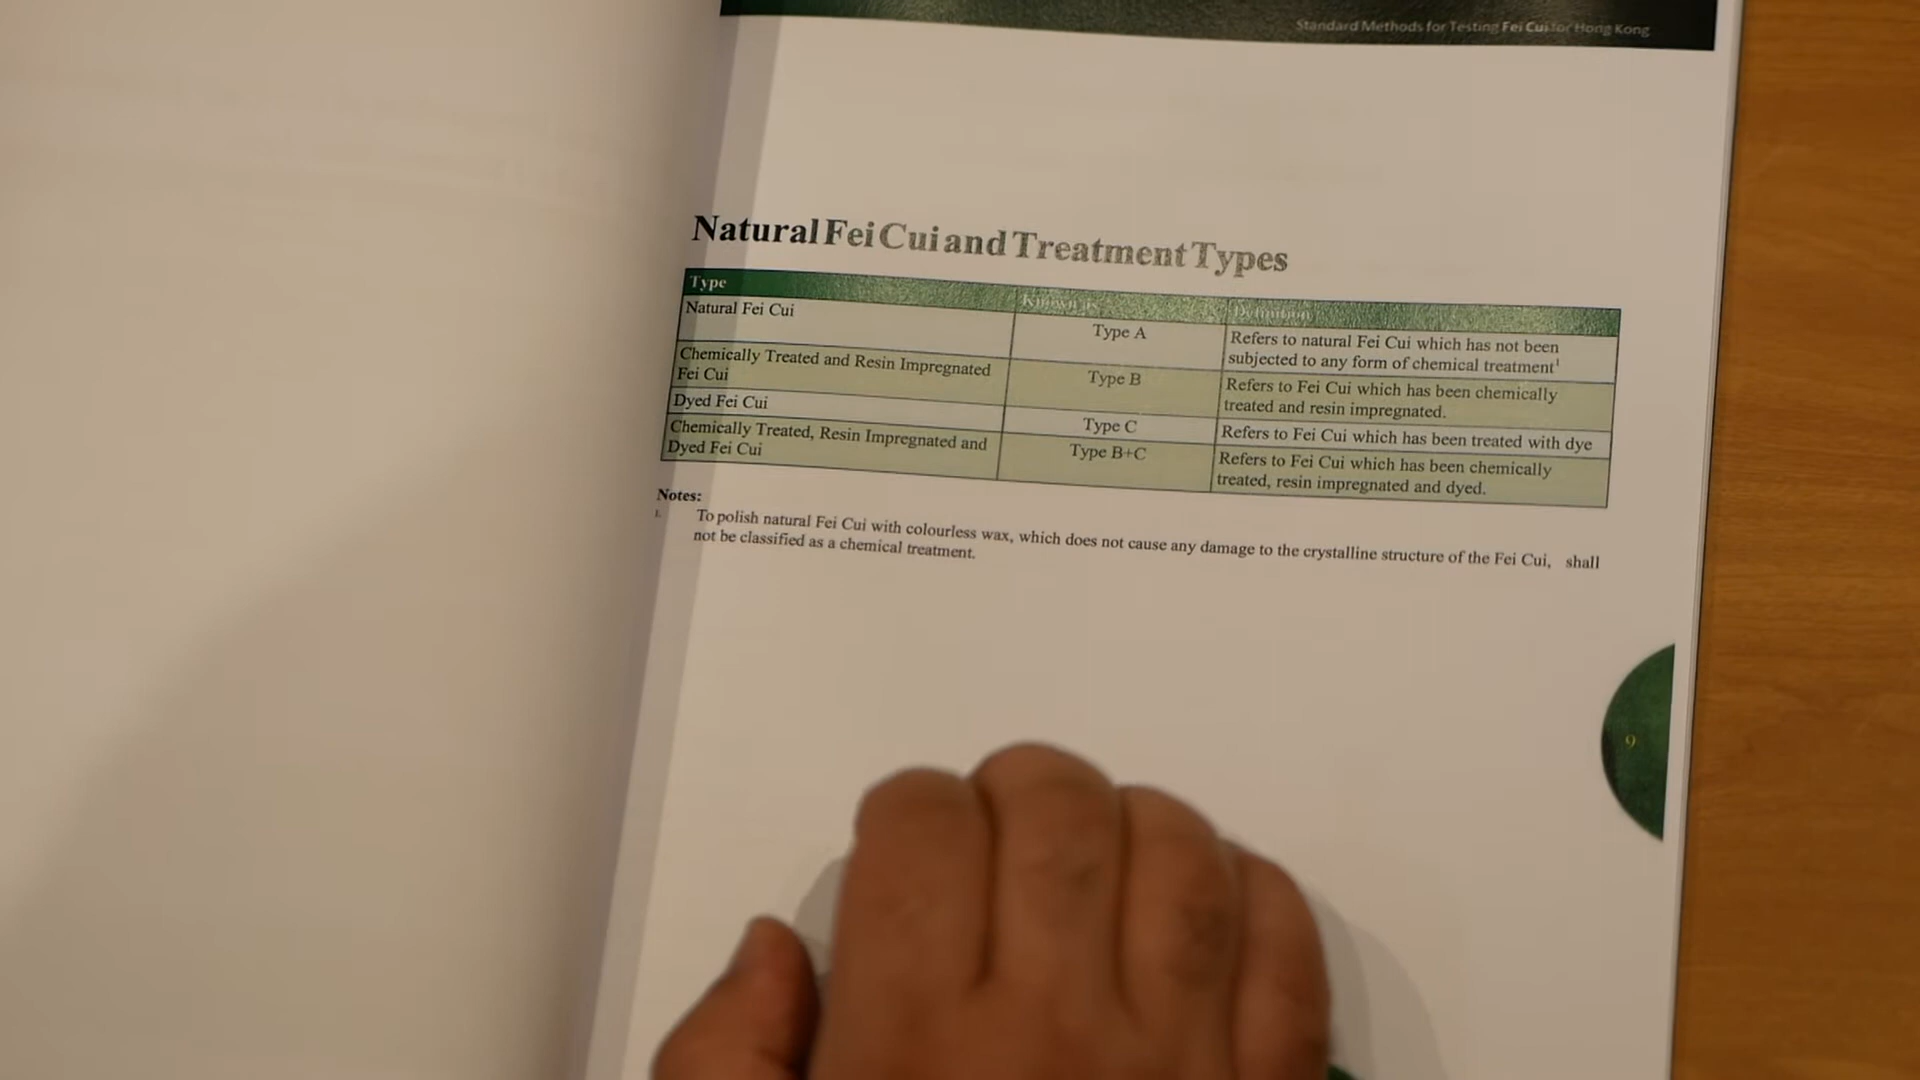 Standard Methods for Testing Fei Cui for Hong Kong
Natural Fei Cui and Treatment Types
Type
Known as
Definition
Natural Fei Cui
Type A
Refers to natural Fei Cui which has not been
subjected to any form of chemical treatment¹
Chemically Treated and Resin Impregnated
Fei Cui
Type B
Refers to Fei Cui which has been chemically
treated and resin impregnated.
Dyed Fei Cui
Type C
Refers to Fei Cui which has been treated with dye
Chemically Treated, Resin Impregnated and
Dyed Fei Cui
Type B+C
Refers to Fei Cui which has been chemically
treated, resin impregnated and dyed.
Notes:
1. To polish natural Fei Cui with colourless wax, which does not cause any damage to the crystalline structure of the Fei Cui, shall
not be classified as a chemical treatment.
9